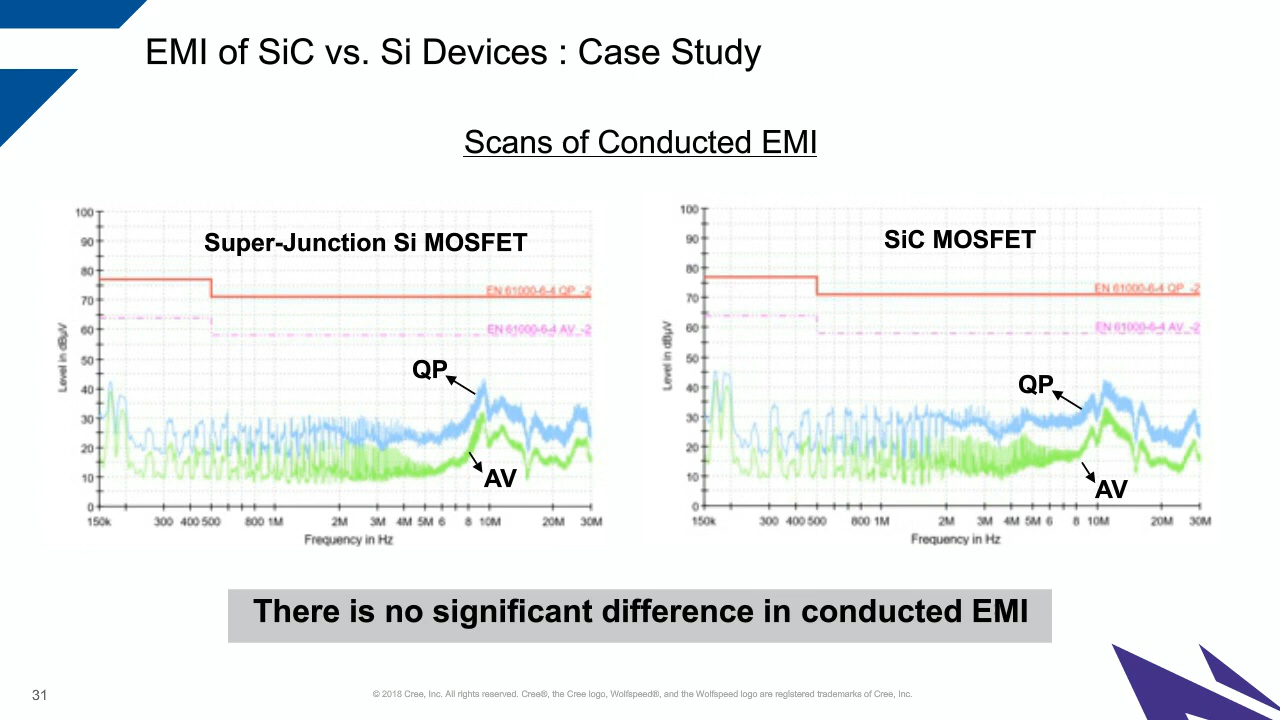 EMI of SiC vs. Si Devices : Case Study
Scans of Conducted EMI
Super-Junction Si MOSFET
100
90
80
70
60
50
40
30
20
10
0
Level in dBµV
EN 61000-6-4 QP -2
EN 61000-6-4 AV -2
QP
AV
150k 300 400 500 800 1M 2M 3M 4M 5M 6 8 10M 20M 30M
Frequency in Hz
SiC MOSFET
100
90
80
70
60
50
40
30
20
10
0
Level in dBµV
EN 61000-6-4 QP -2
EN 61000-6-4 AV -2
QP
AV
150k 300 400 500 800 1M 2M 3M 4M 5M 6 8 10M 20M 30M
Frequency in Hz
There is no significant difference in conducted EMI
31
© 2018 Cree, Inc. All rights reserved. Cree®, the Cree logo, Wolfspeed®, and the Wolfspeed logo are registered trademarks of Cree, Inc.